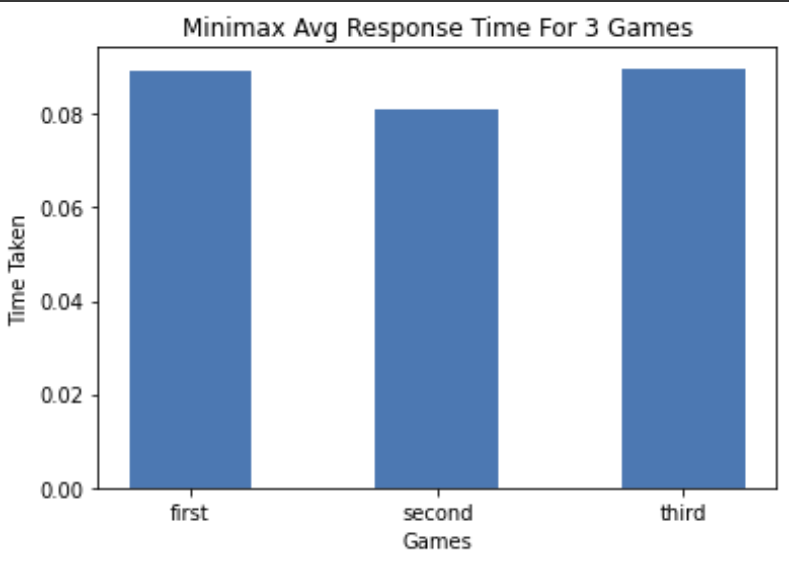 Minimax Avg Response Time For 3 Games
Time Taken
0.08
0.06
0.04
0.02
0.00
first second third
Games